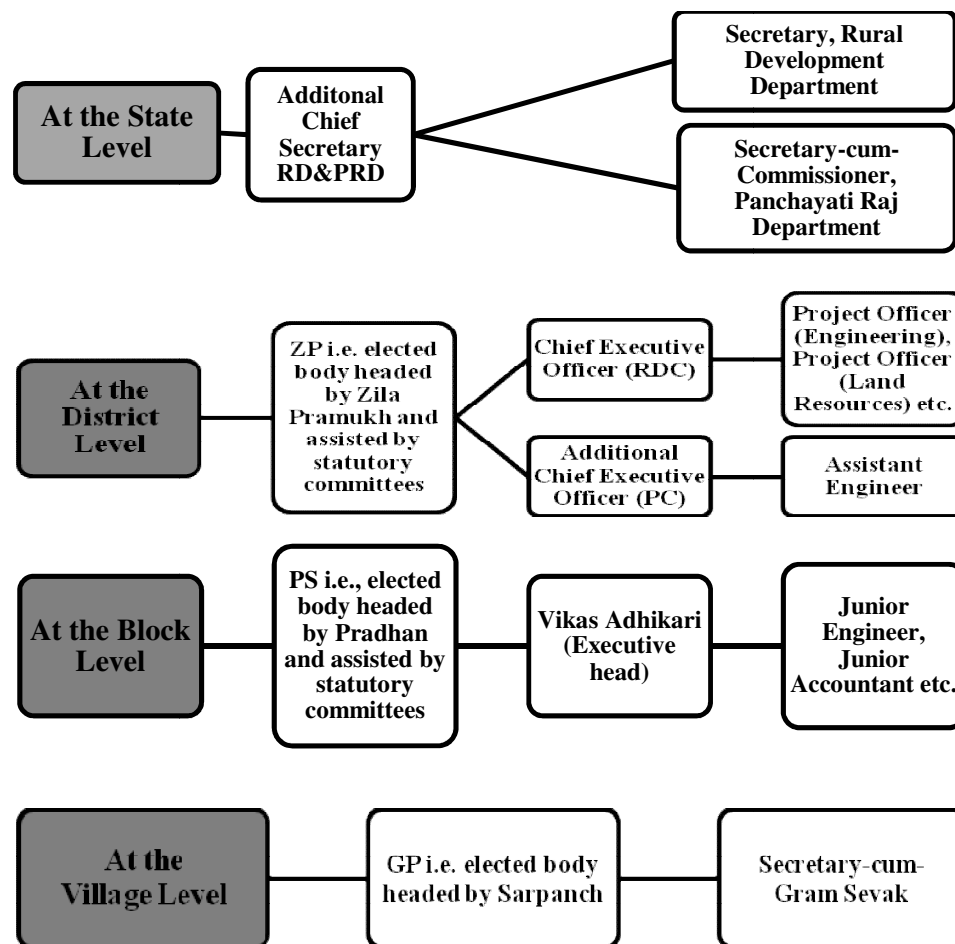 At the State
Level
Additonal
Chief
Secretary
RD&PRD
Secretary, Rural
Development
Department
Secretary-cum-
Commissioner,
Panchayati Raj
Department
At the
District
Level
ZP i.e. elected
body headed
by Zila
Pramukh and
assisted by
statutory
committees
Chief Executive
Officer (RDC)
Project Officer
(Engineering),
Project Officer
(Land
Resources) etc.
Additional
Chief Executive
Officer (PC)
Assistant
Engineer
At the Block
Level
PS i.e., elected
body headed
by Pradhan
and assisted by
statutory
committees
Vikas Adhikari
(Executive
head)
Junior
Engineer,
Junior
Accountant etc.
At the
Village Level
GP i.e. elected body
headed by Sarpanch
Secretary-cum-
Gram Sevak